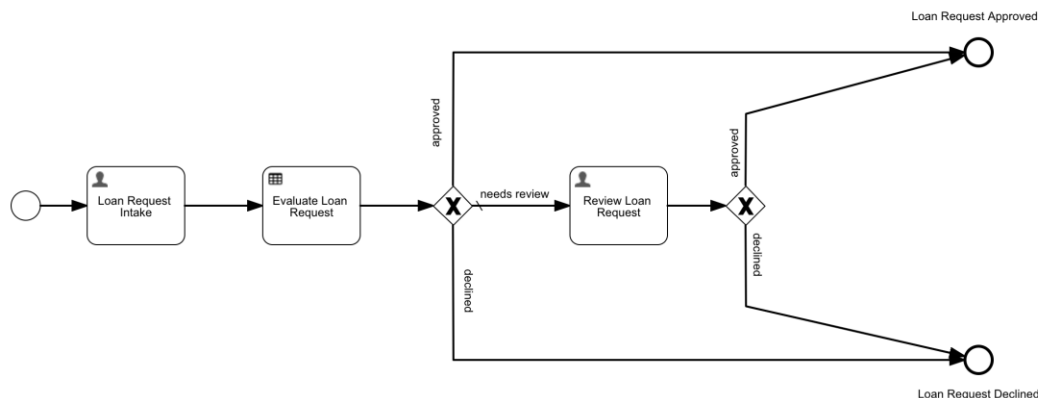 Loan Request Approved
approved
approved
Loan Request
Intake
Evaluate Loan
Request
needs review
Review Loan
Request
declined
declined
Loan Request Declined